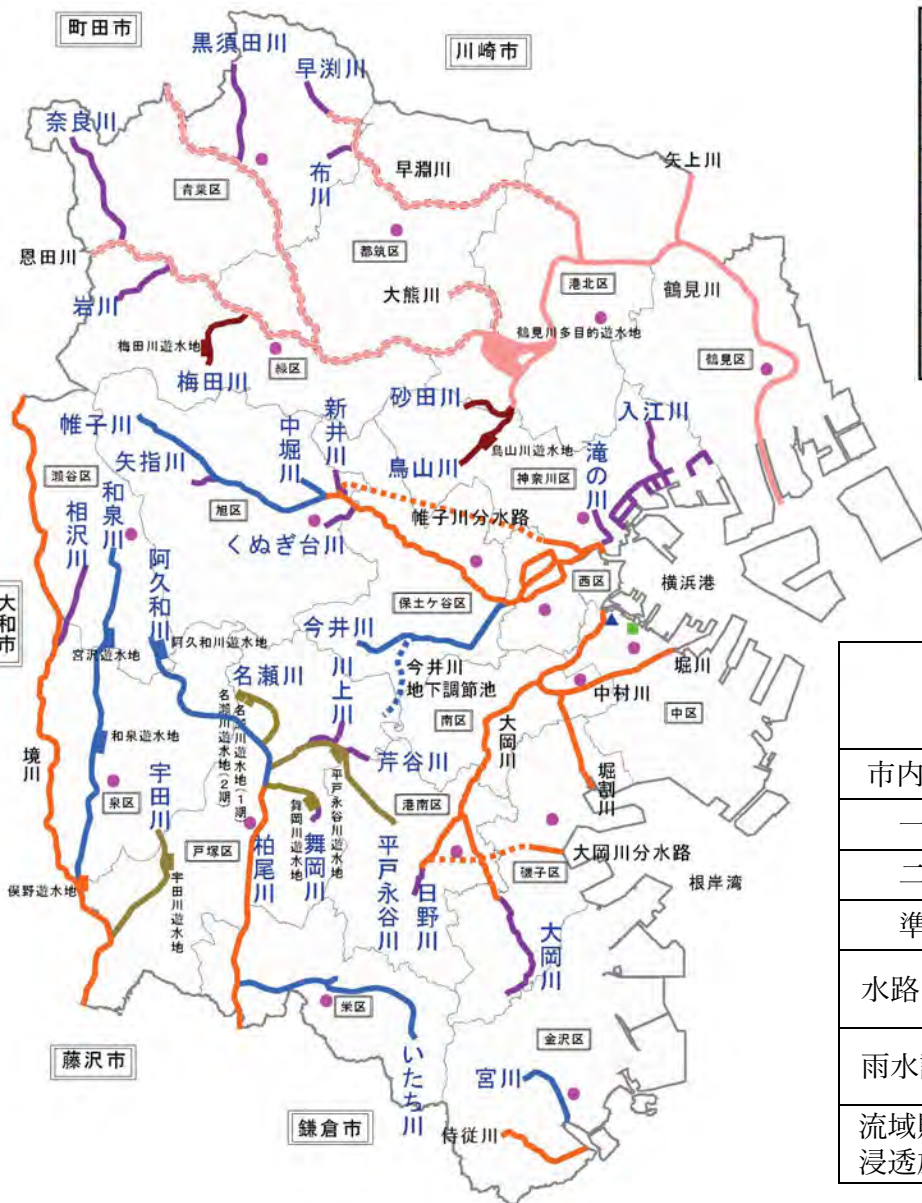 町田市
黒須田川
早渕川
川崎市
奈良川
布川
早淵川
矢上川
青葉区
都筑区
恩田川
岩川
大熊川
港北区
鶴見川
鶴見川多目的遊水地
梅田川遊水地
緑区
鶴見区
梅田川
砂田川
入江川
帷子川
新井川
中堀川
鳥山川
鳥山川遊水地
滝の川
矢指川
瀬谷区
和泉川
旭区
神奈川区
相沢川
阿久和川
くぬぎ台川
帷子川分水路
西区
横浜港
大和市
保土ケ谷区
今井川
宮沢遊水地
阿久和川遊水地
名瀬川
川上川
今井川
地下調節池
南区
中村川
堀川
中区
大岡川
名瀬川遊水地(1期)
名瀬川遊水地(2期)
境川
和泉遊水地
宇田川
芹谷川
堀割川
平戸永谷川遊水地
港南区
泉区
戸塚区
柏尾川
舞岡川遊水地
舞岡川
平戸永谷川
日野川
大岡川分水路
磯子区
根岸湾
俣野遊水地
宇田川遊水地
大岡川
栄区
いたち川
金沢区
藤沢市
鎌倉市
宮川
侍従川
市内
一
二
準
水路
雨水
流域
浸透